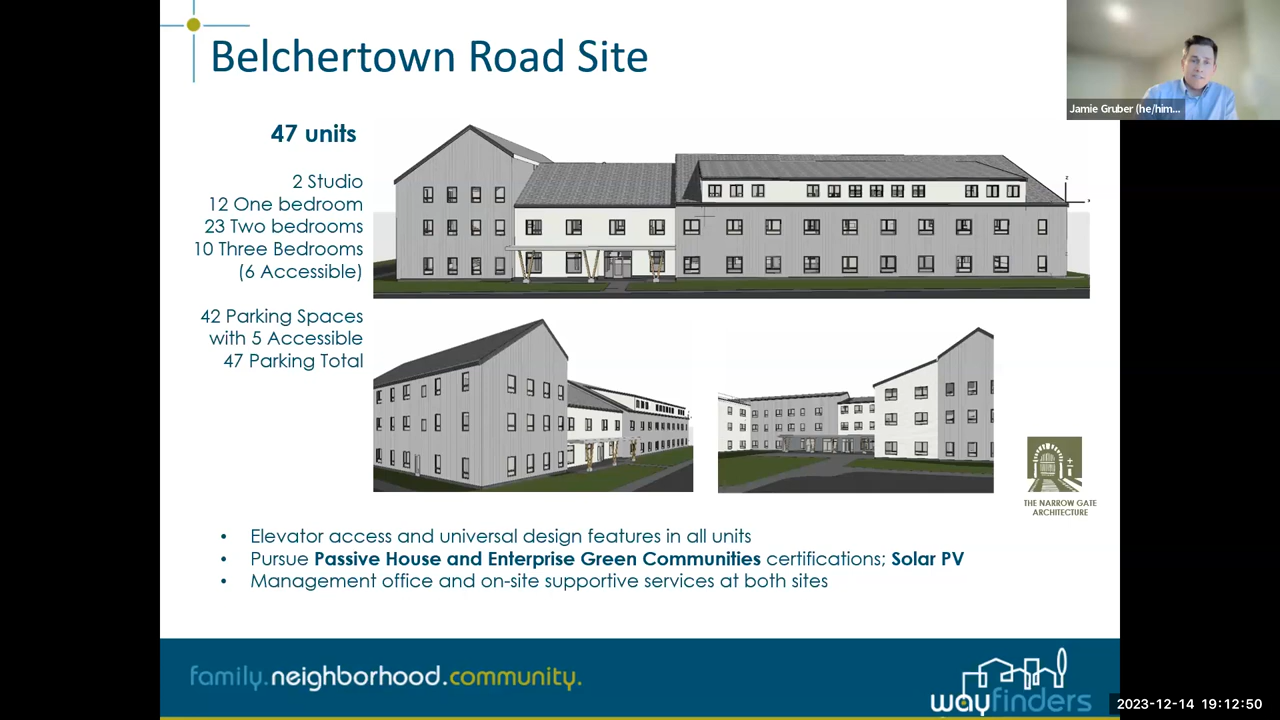 Belchertown Road Site
Jamie Gruber (he/him...
47 units
2 Studio
12 One bedroom
23 Two bedrooms
10 Three Bedrooms
(6 Accessible)
42 Parking Spaces
with 5 Accessible
47 Parking Total
THE NARROW GATE
ARCHITECTURE
• Elevator access and universal design features in all units
• Pursue Passive House and Enterprise Green Communities certifications; Solar PV
• Management office and on-site supportive services at both sites
family.neighborhood.community.
wayfinders
2023-12-14 19:12:50